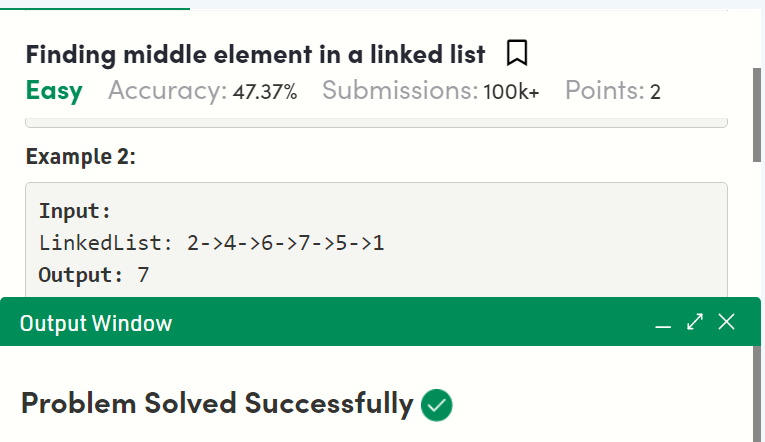 Finding middle element in a linked list
Easy Accuracy: 47.37% Submissions: 100k+ Points: 2
Example 2:
Input:
LinkedList: 2->4->6->7->5->1
Output: 7
Output Window
Problem Solved Successfully